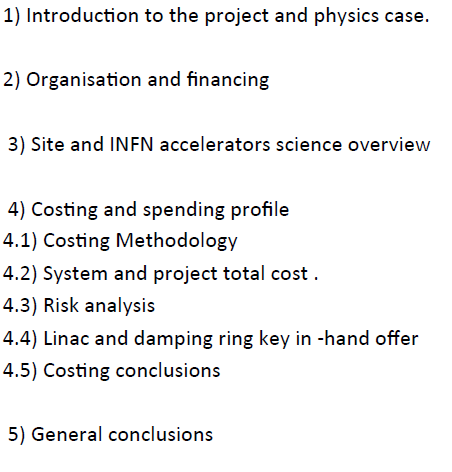 1) Introduction to the project and physics case.
2) Organisation and financing
3) Site and INFN accelerators science overview
4) Costing and spending profile
4.1) Costing Methodology
4.2) System and project total cost .
4.3) Risk analysis
4.4) Linac and damping ring key in -hand offer
4.5) Costing conclusions
5) General conclusions